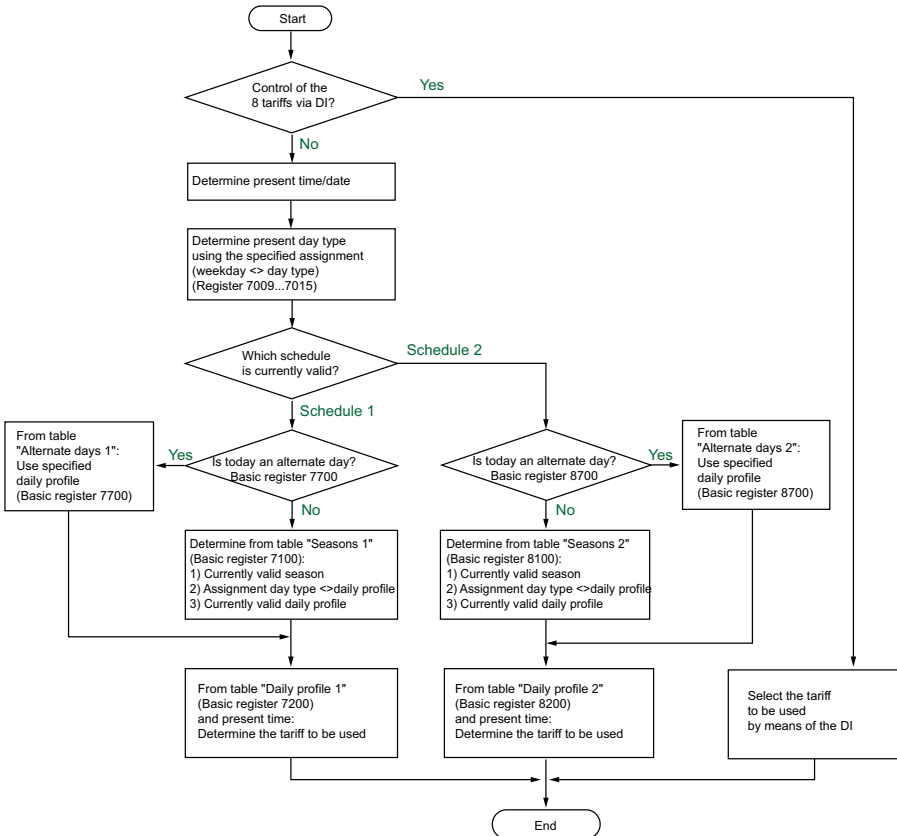 Start
Control of the
8 tariffs via DI?
Yes
No
Determine present time/date
Determine present day type
using the specified assignment
(weekday <> day type)
(Register 7009...7015)
Which schedule
is currently valid?
Schedule 2
Schedule 1
From table
"Alternate days 1":
Use specified
daily profile
(Basic register 7700)
Yes
Is today an alternate day?
Basic register 7700
No
Is today an alternate day?
Basic register 8700
Yes
No
From table
"Alternate days 2":
Use specified
daily profile
(Basic register 8700)
Determine from table "Seasons 1"
(Basic register 7100):
1) Currently valid season
2) Assignment day type <>daily profile
3) Currently valid daily profile
Determine from table "Seasons 2"
(Basic register 8100):
1) Currently valid season
2) Assignment day type <>daily profile
3) Currently valid daily profile
From table "Daily profile 1"
(Basic register 7200)
and present time:
Determine the tariff to be used
From table "Daily profile 2"
(Basic register 8200)
and present time:
Determine the tariff to be used
Select the tariff
to be used
by means of the DI
End